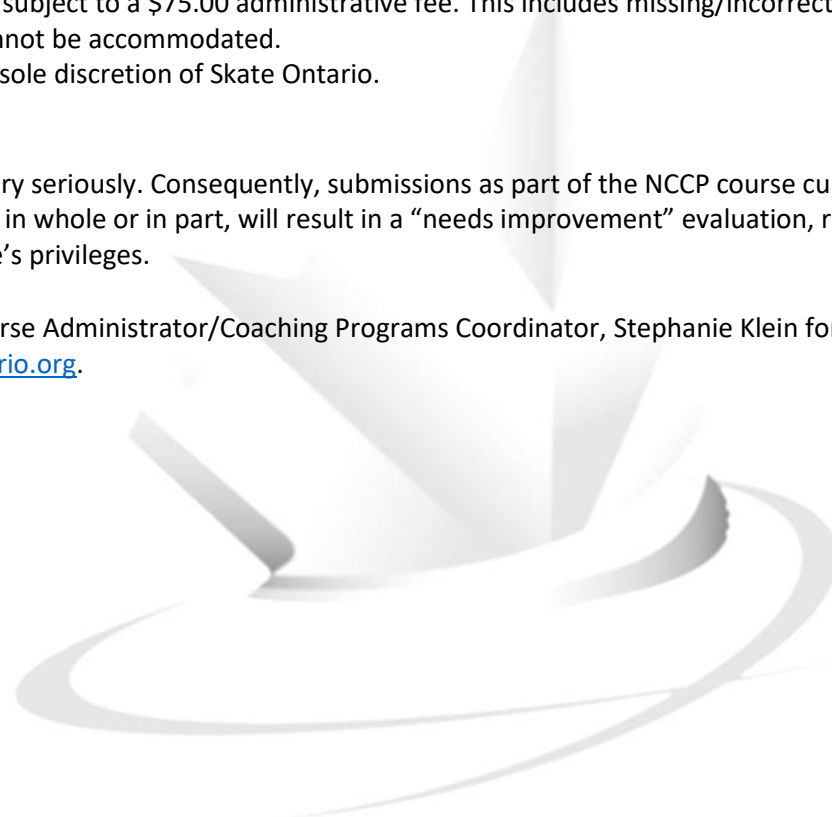 subject to a $75.00 administrative fee. This includes missing/incorrect
nnot be accommodated.
sole discretion of Skate Ontario.
ry seriously. Consequently, submissions as part of the NCCP course cu
in whole or in part, will result in a “needs improvement” evaluation, r
e’s privileges.
rse Administrator/Coaching Programs Coordinator, Stephanie Klein for
rio.org.